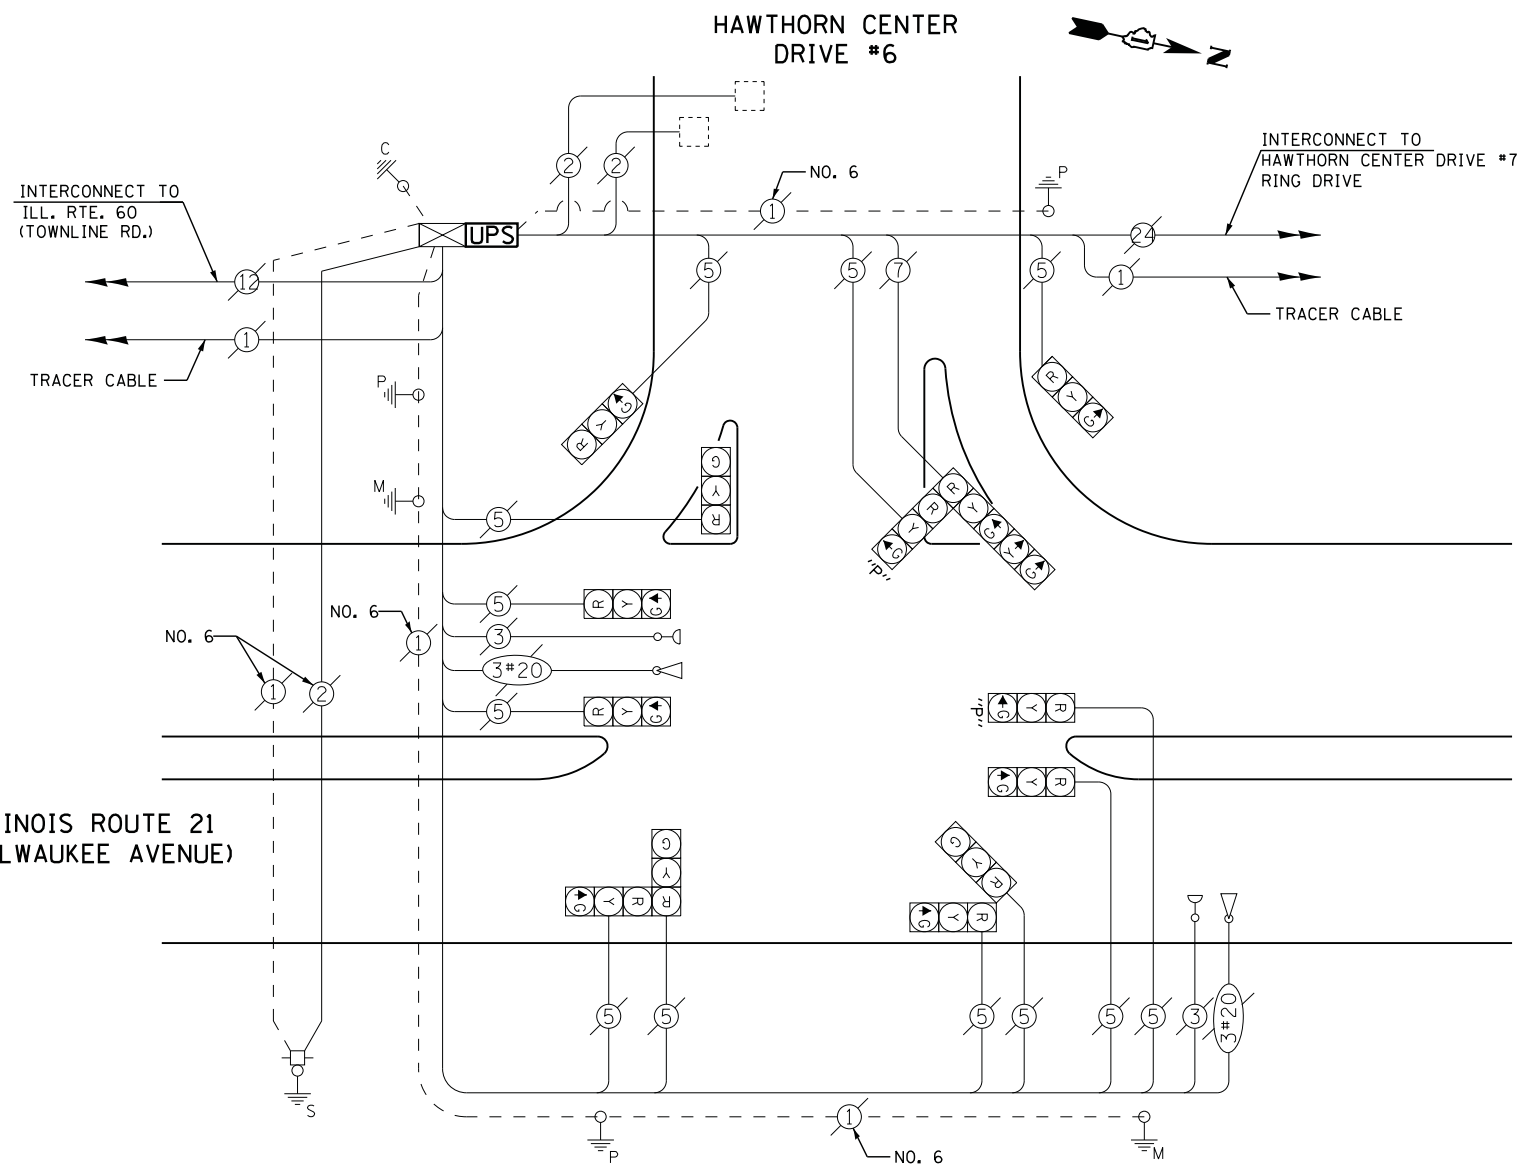 HAWTHORN CENTER
DRIVE #6
N
C
INTERCONNECT TO
ILL. RTE. 60
(TOWNLINE RD.)
UPS
2
2
NO. 6
1
P
INTERCONNECT TO
HAWTHORN CENTER DRIVE #7
RING DRIVE
24
12
5
5
7
5
1
TRACER CABLE
1
TRACER CABLE
P
M
R Y G
G Y R
R Y G
G Y R
R Y G Y G
"P"
5
5
R Y G
NO. 6
1
3
NO. 6
3#20
1
2
5
R Y G
"P"
G Y R
G Y R
INOIS ROUTE 21
LWAUKEE AVENUE)
G
Y
G Y R R
G Y R
G Y R
5
5
5
5
5
5
3
3#20
S
P
1
NO. 6
M